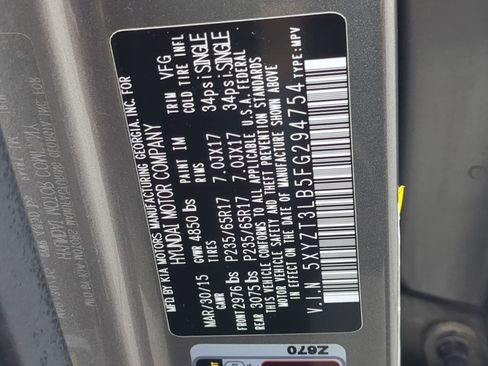 MFD.BY KIA MOTORS MANUFACTURING GEORGIA, INC. FOR
HYUNDAI MOTOR COMPANY
MAR/30/15 GVWR 4850 lbs PAINT IM TRIM VFG
GAWR TIRES RIMS COLD TIRE INFL
FRONT 2976 lbs P235/65R17 7.0JX17 34psi SINGLE
REAR 3075 lbs P235/65R17 7.0JX17 34psi SINGLE
THIS VEHICLE CONFORMS TO ALL APPLICABLE U.S.A. FEDERAL
MOTOR VEHICLE SAFETY AND THEFT PREVENTION STANDARDS
IN EFFECT ON THE DATE OF MANUFACTURE SHOWN ABOVE.
V.I.N 5XYZT3LB5FG294754 TYPE:MPV
Z670